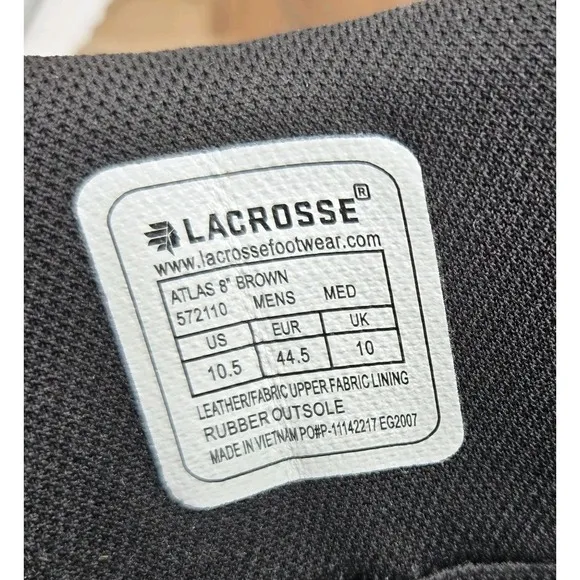 LACROSSE®
www.lacrossefootwear.com
ATLAS 8" BROWN
572110 MENS MED
US EUR UK
10.5 44.5 10
LEATHER/FABRIC UPPER FABRIC LINING
RUBBER OUTSOLE
MADE IN VIETNAM PO#P-11142217 EG2007